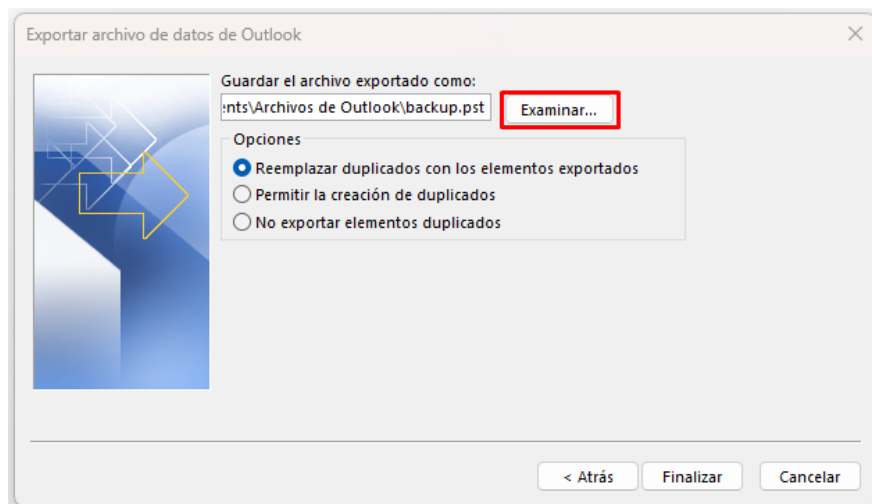 Exportar archivo de datos de Outlook
Guardar el archivo exportado como:
nts\Archivos de Outlook\backup.pst Examinar...
Opciones
Reemplazar duplicados con los elementos exportados
Permitir la creación de duplicados
No exportar elementos duplicados
< Atrás Finalizar Cancelar